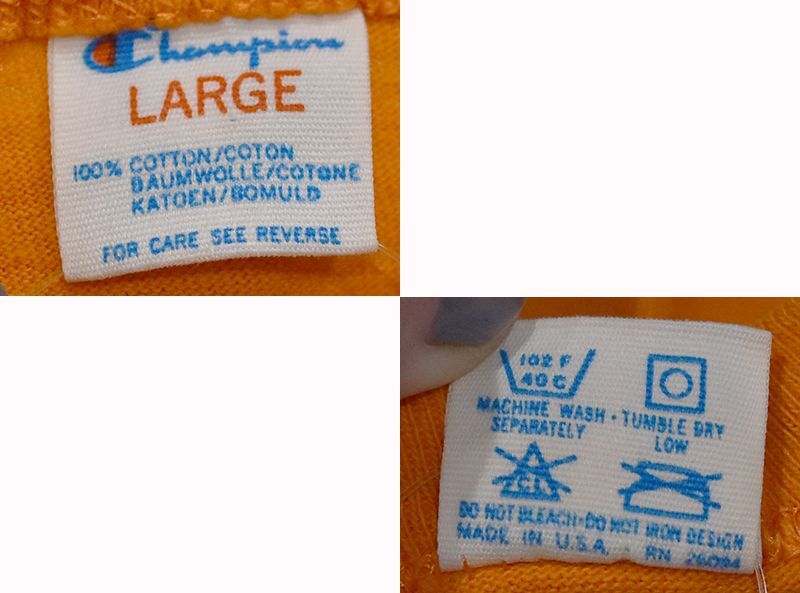 Champion
LARGE
100% COTTON/COTON
BAUMWOLLE/COTONE
KATOEN/BOMULD
FOR CARE SEE REVERSE
102 F
40 C
MACHINE WASH · TUMBLE DRY
SEPARATELY LOW
CL
DO NOT BLEACH·DO NOT IRON DESIGN
MADE IN U.S.A. RN 26094